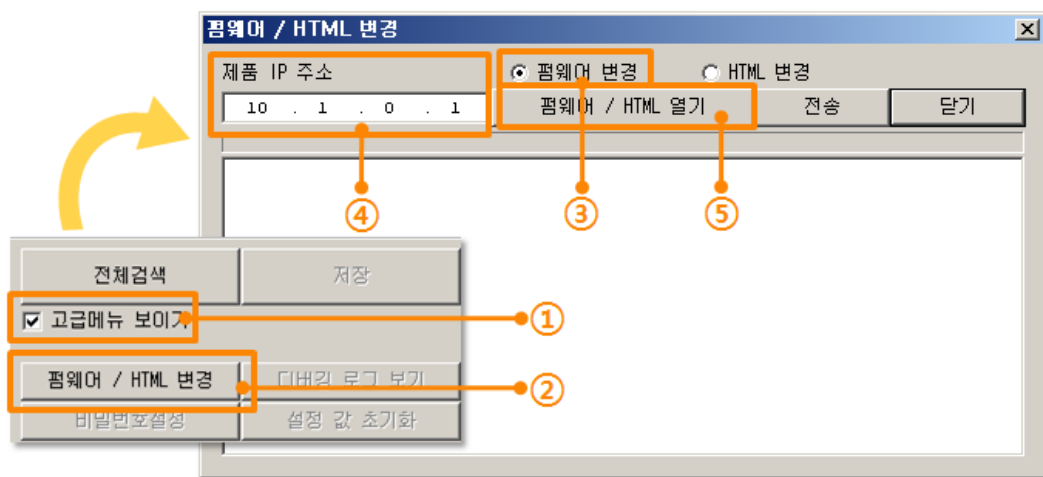 펌웨어 / HTML 변경
제품 IP 주소
펌웨어 변경 HTML 변경
10 . 1 . 0 . 1
펌웨어 / HTML 열기 전송 닫기
④ ③ ⑤
전체검색 저장
고급메뉴 보이기
①
펌웨어 / HTML 변경 디버깅 로그 보기
②
비밀번호설정 설정 값 초기화